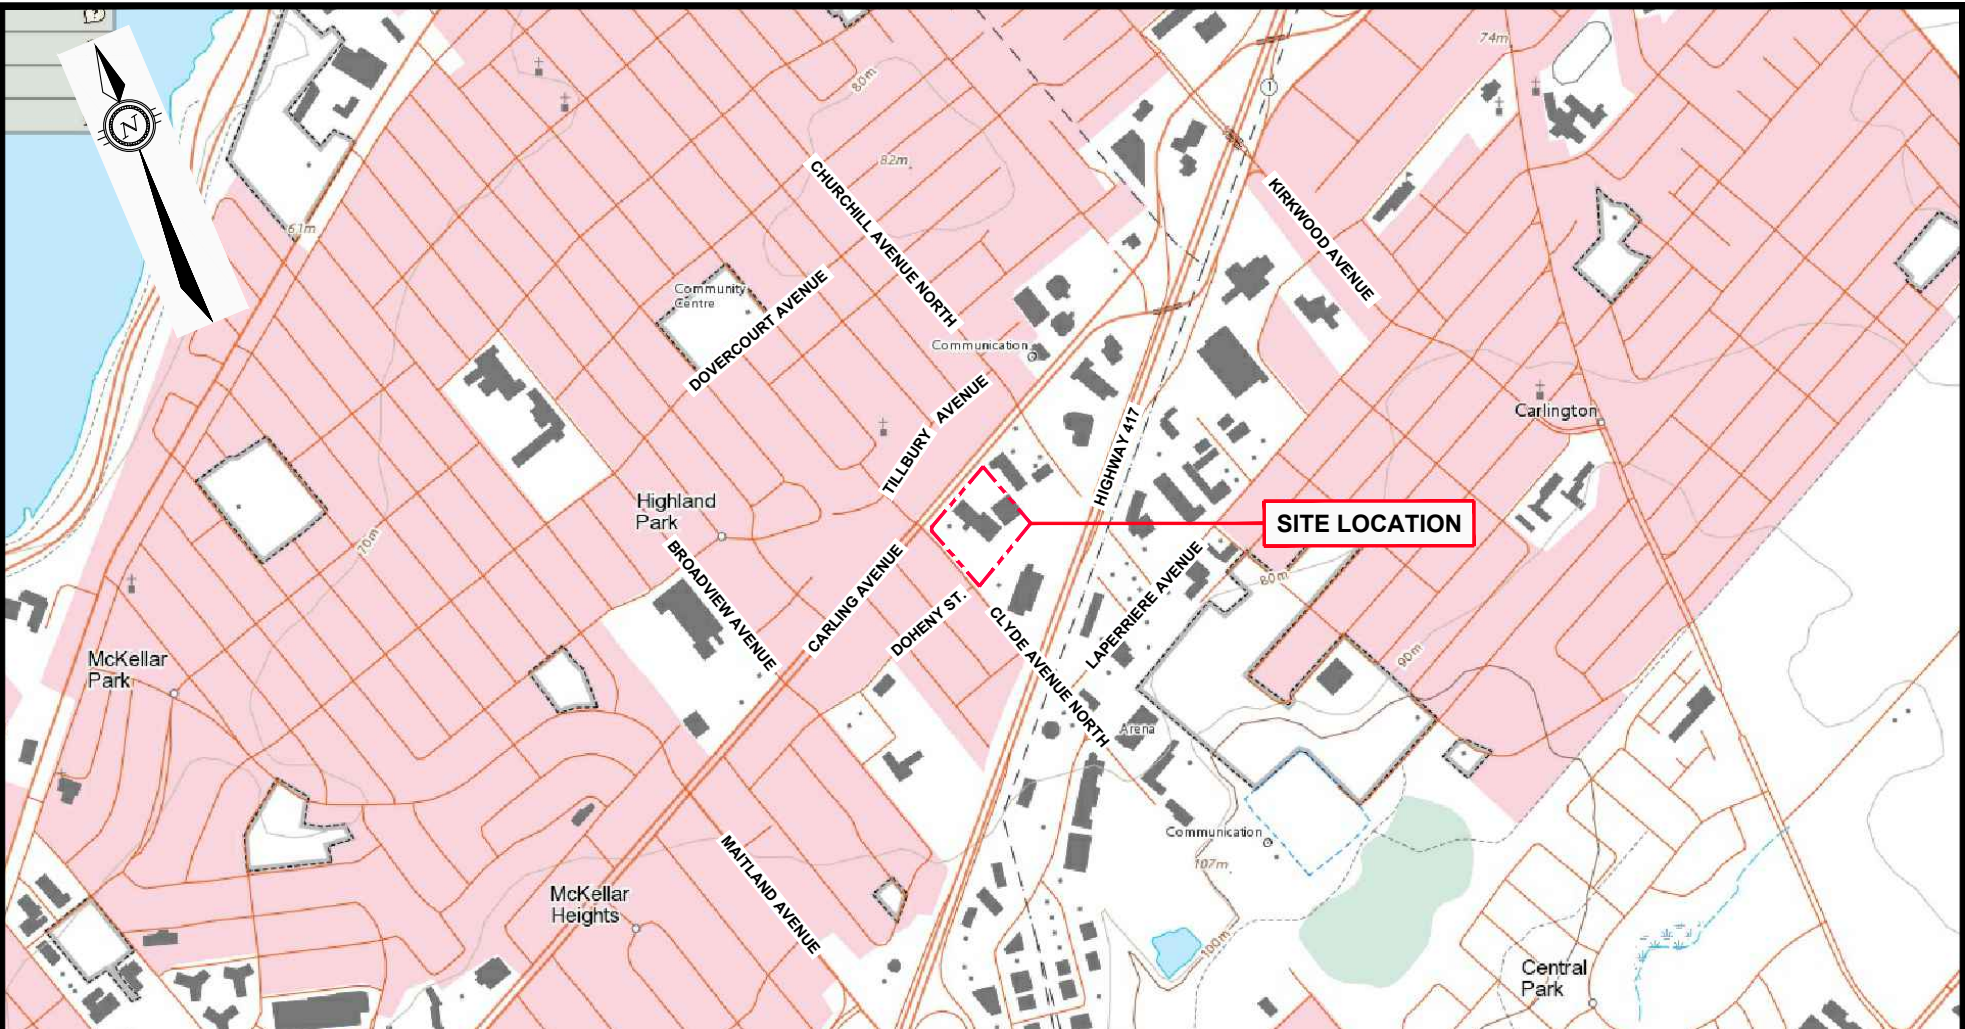 74m
80m
1
N
82m
CHURCHILL AVENUE NORTH
KIRKWOOD AVENUE
61m
Community
Centre
DOVERCOURT AVENUE
Communication
TILLBURY AVENUE
Carlington
HIGHWAY 417
Highland
Park
SITE LOCATION
70m
BROADVIEW AVENUE
CARLING AVENUE
DOHENY ST.
CLYDE AVENUE NORTH
LAPERRIERE AVENUE
80m
90m
McKellar
Park
Arena
Communication
107m
MAITLAND AVENUE
McKellar
Heights
100m
Central
Park